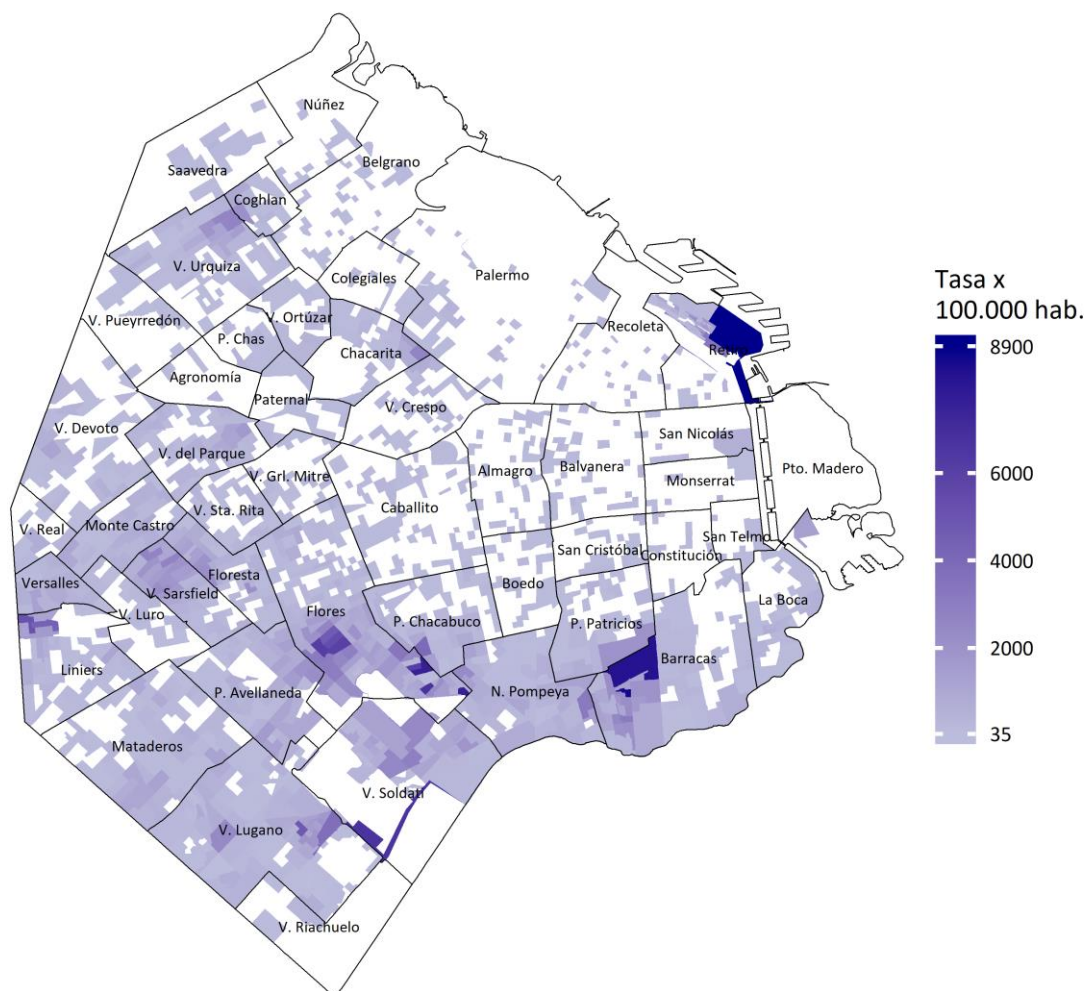 Núñez
Belgrano
Saavedra
Coghlan
V. Urquiza
Colegiales
Palermo
V. Pueyrredón
V. Ortúzar
P. Chas
Chacarita
Recoleta
Retiro
Agronomía
Paternal
V. Crespo
V. Devoto
V. del Parque
V. Grl. Mitre
Almagro
Balvanera
San Nicolás
Monserrat
Pto. Madero
Caballito
V. Real
Monte Castro
V. Sta. Rita
San Cristóbal
Constitución
San Telmo
Versalles
V. Sarsfield
Floresta
Boedo
V. Luro
Flores
P. Chacabuco
P. Patricios
La Boca
Liniers
Barracas
P. Avellaneda
N. Pompeya
Mataderos
V. Soldati
V. Lugano
V. Riachuelo
Tasa x
100.000 hab.
8900
6000
4000
2000
35